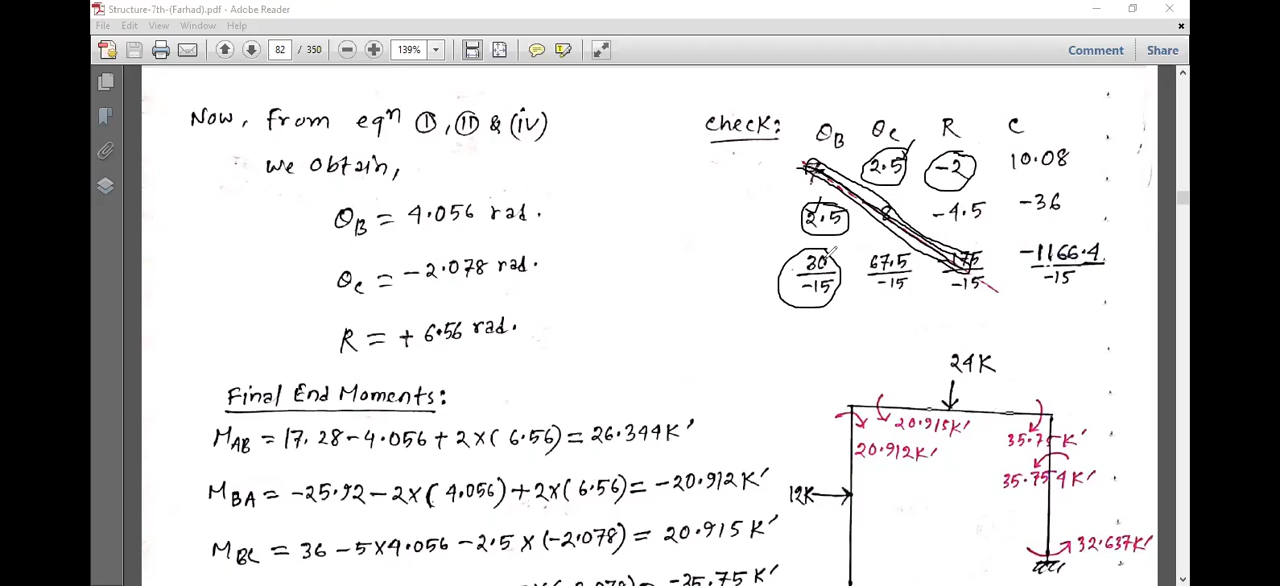 Structure-7th-(Farhad).pdf - Adobe Reader
File Edit View Window Help
82 / 350 139% Comment Share
Now, from eqn I, II & (iv)
we obtain,
θB = 4.056 rad.
θc = -2.078 rad.
R = + 6.56 rad.
Final End Moments:
MAB = 17.28-4.056 + 2×(6.56) = 26.344K'
MBA = -25.92-2×(4.056)+2×(6.56) = -20.912K'
MBC = 36-5×4.056-2.5×(-2.078) = 20.915K'
-35.75K'
check: θB θc R C
2.5 -2 10.08
2.5 8 -4.5 -36
30/-15 67.5/-15 -175/-15 -1166.4/-15
24K
20.915K'
20.912K'
35.75K'
35.754K'
12K
32.637K'